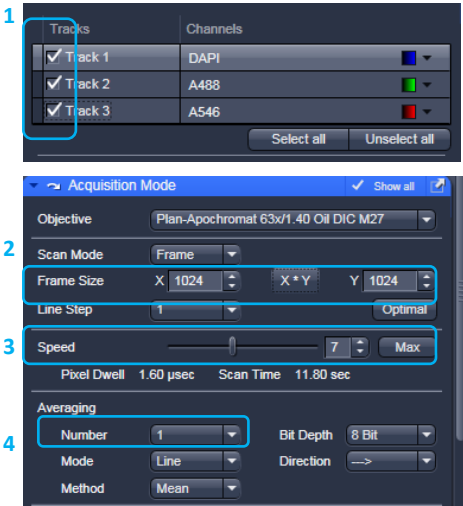 1
Tracks Channels
Track 1 DAPI
Track 2 A488
Track 3 A546
Select all Unselect all
Acquisition Mode Show all
Objective Plan-Apochromat 63x/1.40 Oil DIC M27
2
Scan Mode Frame
Frame Size X 1024 X * Y Y 1024
Line Step 1 Optimal
3
Speed 7 Max
Pixel Dwell 1.60 µsec Scan Time 11.80 sec
Averaging
4
Number 1 Bit Depth 8 Bit
Mode Line Direction --->
Method Mean